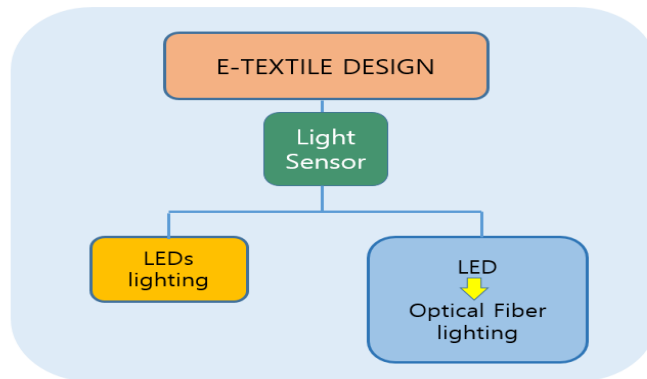 E-TEXTILE DESIGN
Light
Sensor
LEDs
lighting
LED
Optical Fiber
lighting